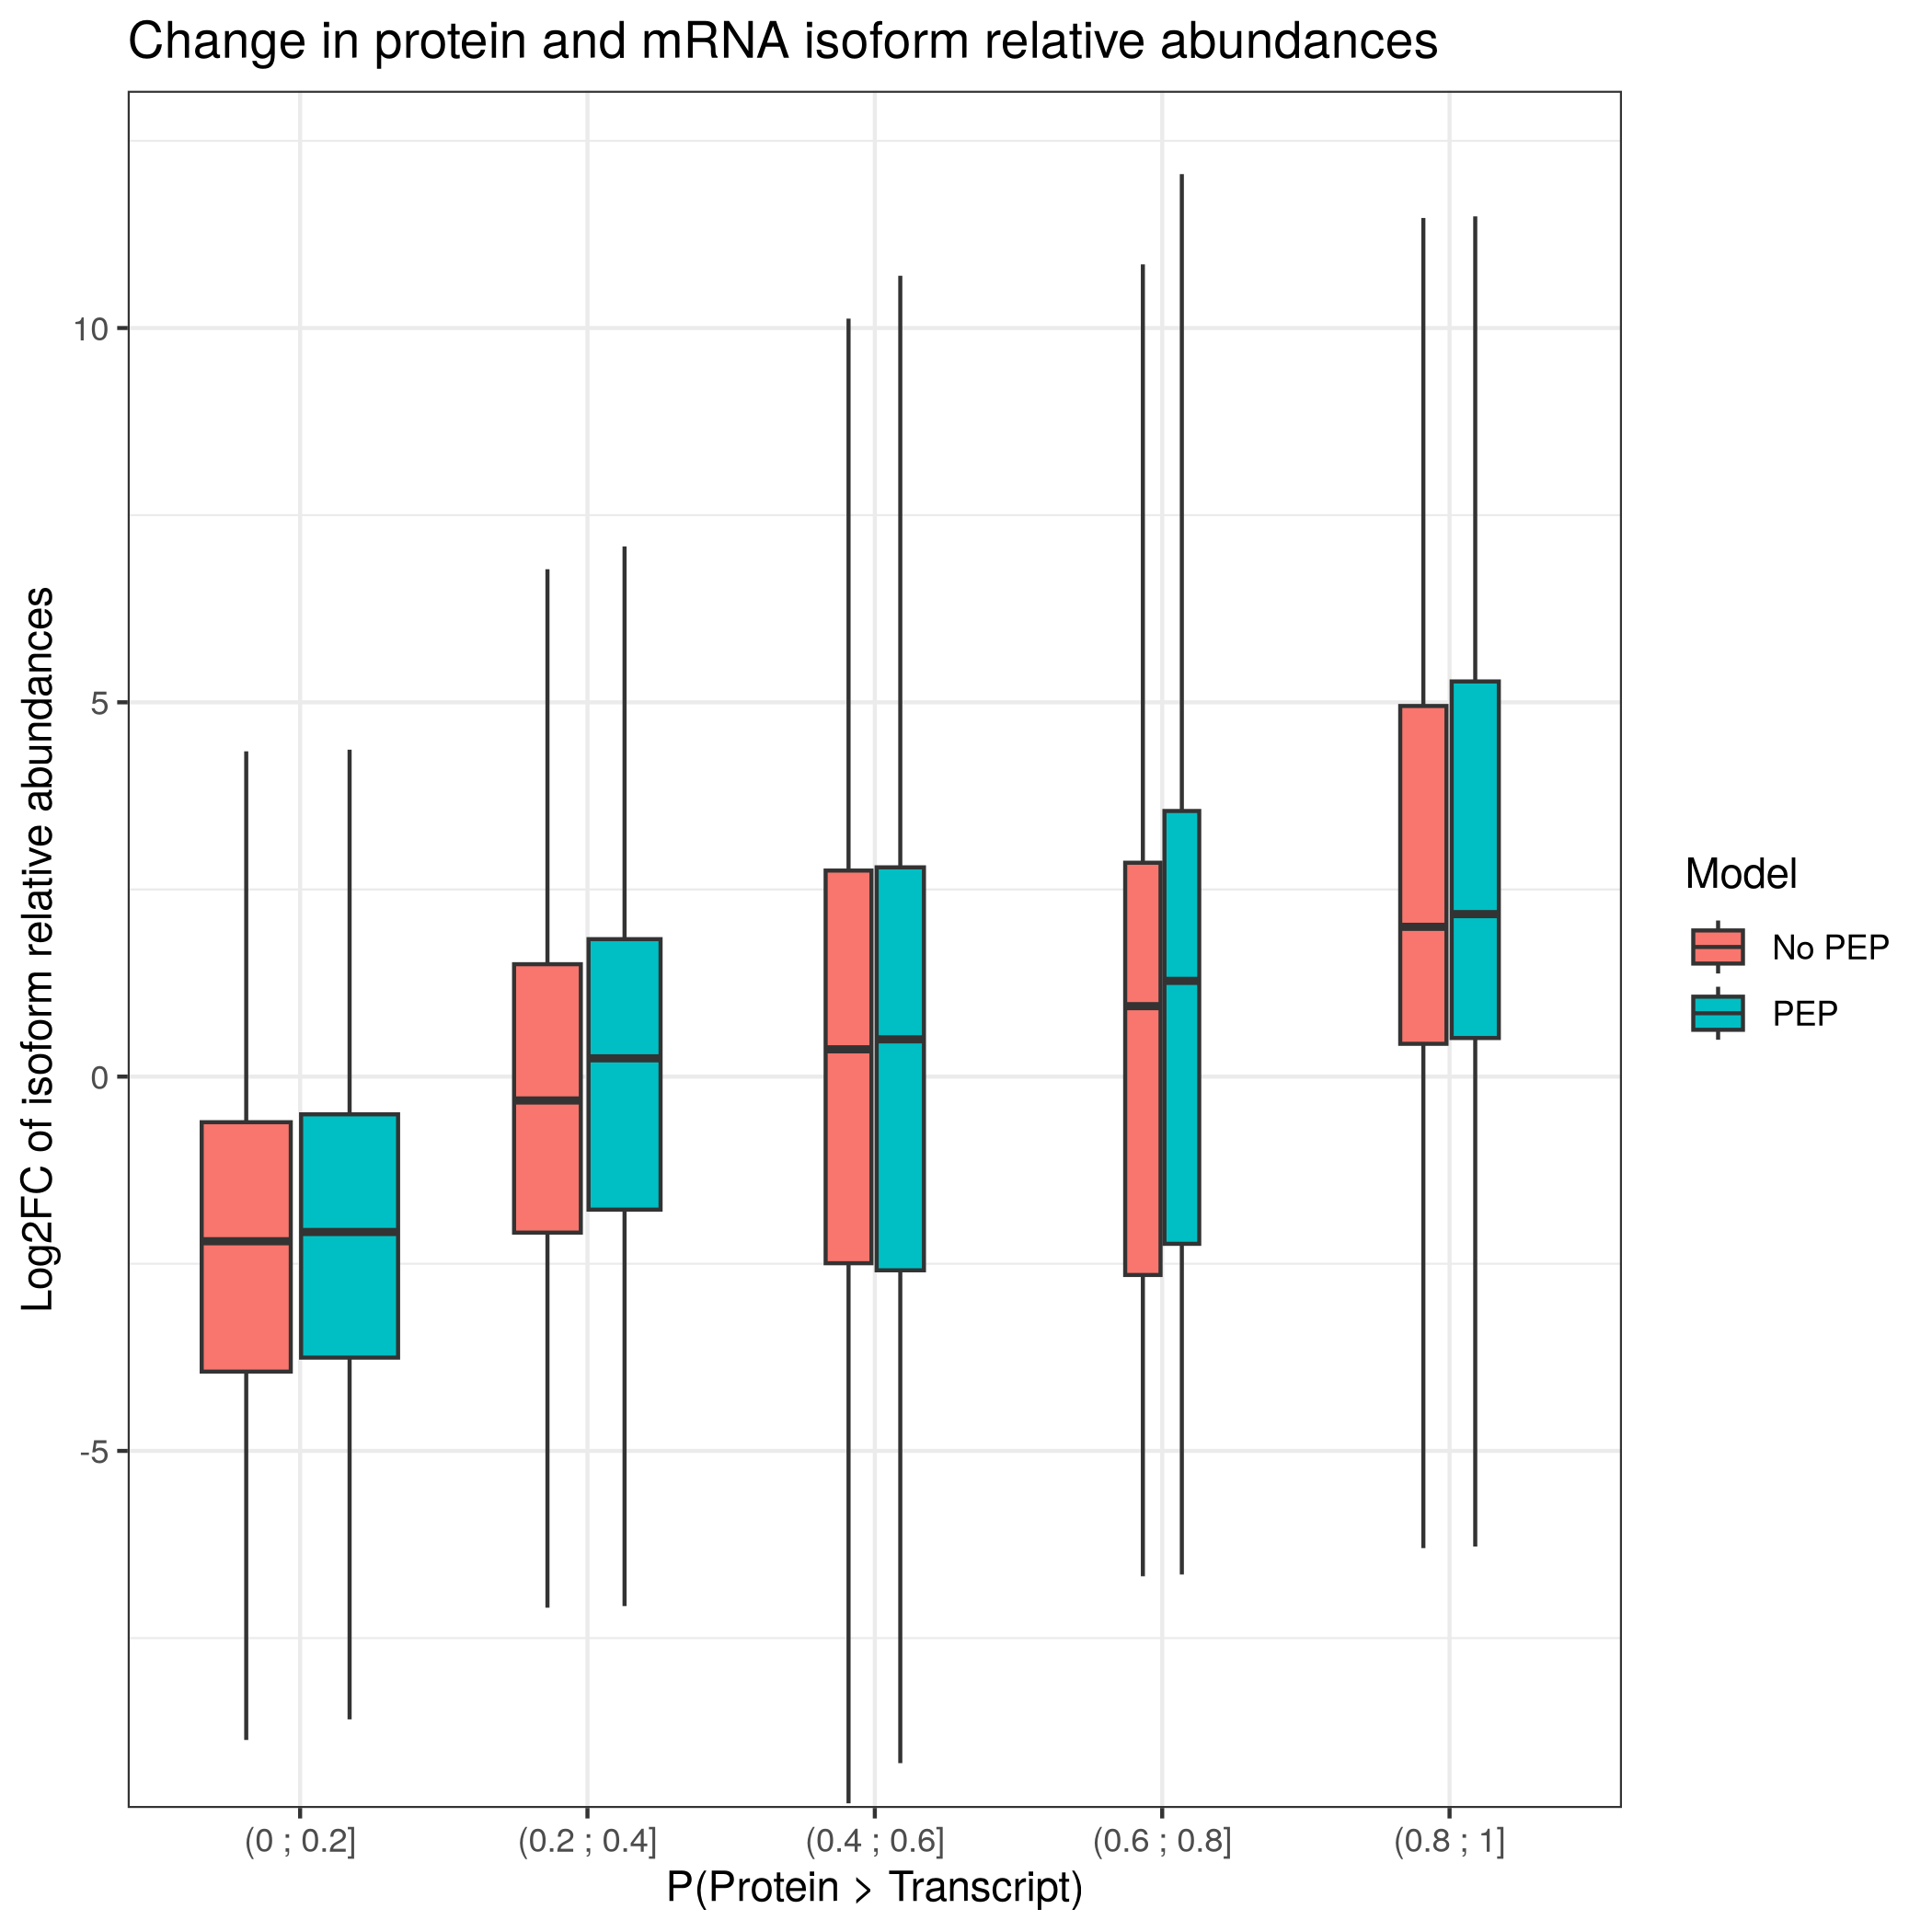 Change in protein and mRNA isoform relative abundances
Log2FC of isoform relative abundances
10
5
0
-5
(0 ; 0.2]
(0.2 ; 0.4]
(0.4 ; 0.6]
(0.6 ; 0.8]
(0.8 ; 1]
P(Protein > Transcript)
Model
No PEP
PEP